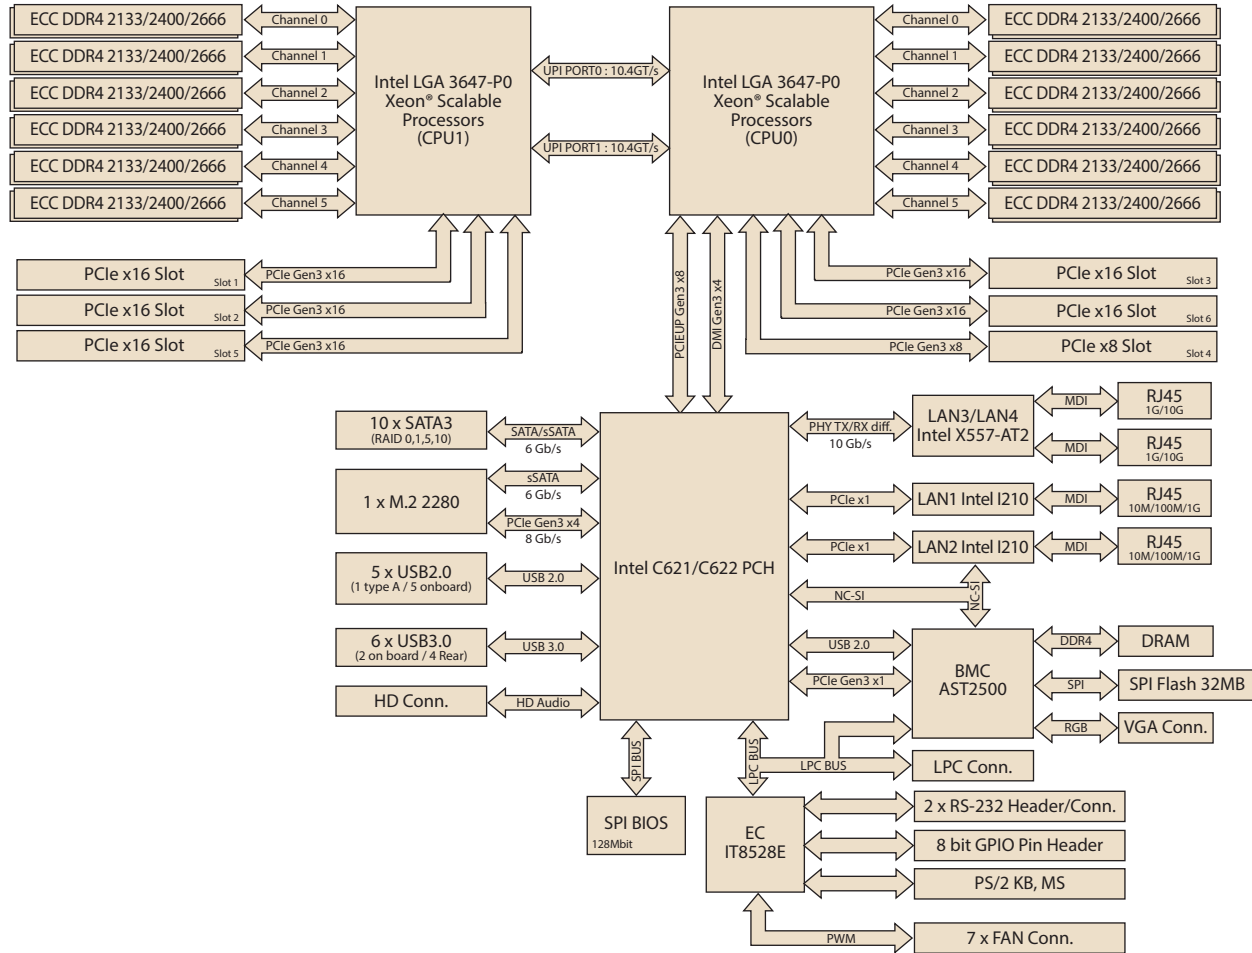 ECC DDR4 2133/2400/2666
Channel 0
ECC DDR4 2133/2400/2666
Channel 1
ECC DDR4 2133/2400/2666
Channel 2
ECC DDR4 2133/2400/2666
Channel 3
ECC DDR4 2133/2400/2666
Channel 4
ECC DDR4 2133/2400/2666
Channel 5
Intel LGA 3647-P0
Xeon® Scalable
Processors
(CPU1)
UPI PORT0 : 10.4GT/s
UPI PORT1 : 10.4GT/s
Intel LGA 3647-P0
Xeon® Scalable
Processors
(CPU0)
Channel 0
ECC DDR4 2133/2400/2666
Channel 1
ECC DDR4 2133/2400/2666
Channel 2
ECC DDR4 2133/2400/2666
Channel 3
ECC DDR4 2133/2400/2666
Channel 4
ECC DDR4 2133/2400/2666
Channel 5
ECC DDR4 2133/2400/2666
PCIe x16 Slot
Slot 1
PCIe Gen3 x16
PCIe x16 Slot
Slot 2
PCIe Gen3 x16
PCIe x16 Slot
Slot 5
PCIe Gen3 x16
PCIEUP Gen3 x8
DMI Gen3 x4
PCIe Gen3 x16
PCIe x16 Slot
Slot 3
PCIe Gen3 x16
PCIe x16 Slot
Slot 6
PCIe Gen3 x8
PCIe x8 Slot
Slot 4
10 x SATA3
(RAID 0,1,5,10)
SATA/sSATA
6 Gb/s
1 x M.2 2280
sSATA
6 Gb/s
PCIe Gen3 x4
8 Gb/s
5 x USB2.0
(1 type A / 5 onboard)
USB 2.0
6 x USB3.0
(2 on board / 4 Rear)
USB 3.0
HD Conn.
HD Audio
Intel C621/C622 PCH
PHY TX/RX diff.
10 Gb/s
LAN3/LAN4
Intel X557-AT2
MDI
RJ45
1G/10G
MDI
RJ45
1G/10G
PCIe x1
LAN1 Intel I210
MDI
RJ45
10M/100M/1G
PCIe x1
LAN2 Intel I210
MDI
RJ45
10M/100M/1G
NC-SI
NC-SI
USB 2.0
PCIe Gen3 x1
BMC
AST2500
DDR4
DRAM
SPI
SPI Flash 32MB
RGB
VGA Conn.
SPI BUS
LPC BUS
LPC BUS
LPC Conn.
SPI BIOS
128Mbit
EC
IT8528E
2 x RS-232 Header/Conn.
8 bit GPIO Pin Header
PS/2 KB, MS
PWM
7 x FAN Conn.